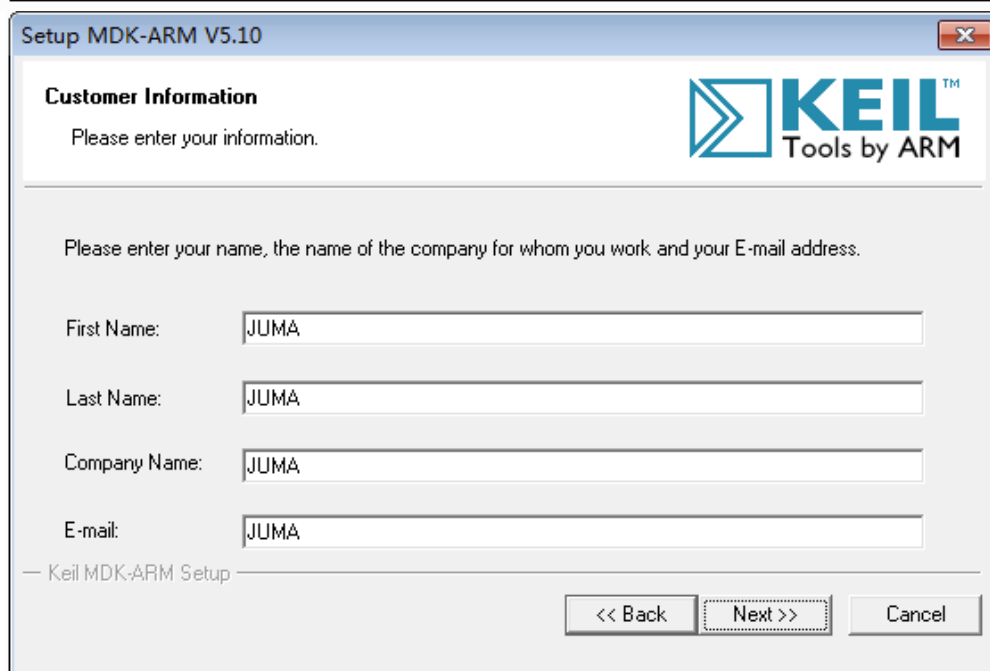 Setup MDK-ARM V5.10
Customer Information
Please enter your information.
KEIL™
Tools by ARM
Please enter your name, the name of the company for whom you work and your E-mail address.
First Name: JUMA
Last Name: JUMA
Company Name: JUMA
E-mail: JUMA
Keil MDK-ARM Setup
<< Back Next >> Cancel